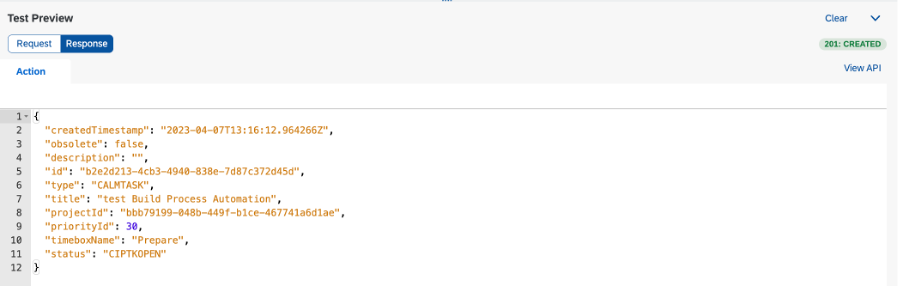 Test Preview
Clear
Request Response
201: CREATED
Action
View API
1 {
2 "createdTimestamp": "2023-04-07T13:16:12.964266Z",
3 "obsolete": false,
4 "description": "",
5 "id": "b2e2d213-4cb3-4940-838e-7d87c372d45d",
6 "type": "CALMTASK",
7 "title": "test Build Process Automation",
8 "projectId": "bbb79199-048b-449f-b1ce-467741a6d1ae",
9 "priorityId": 30,
10 "timeboxName": "Prepare",
11 "status": "CIPTKOPEN"
12 }